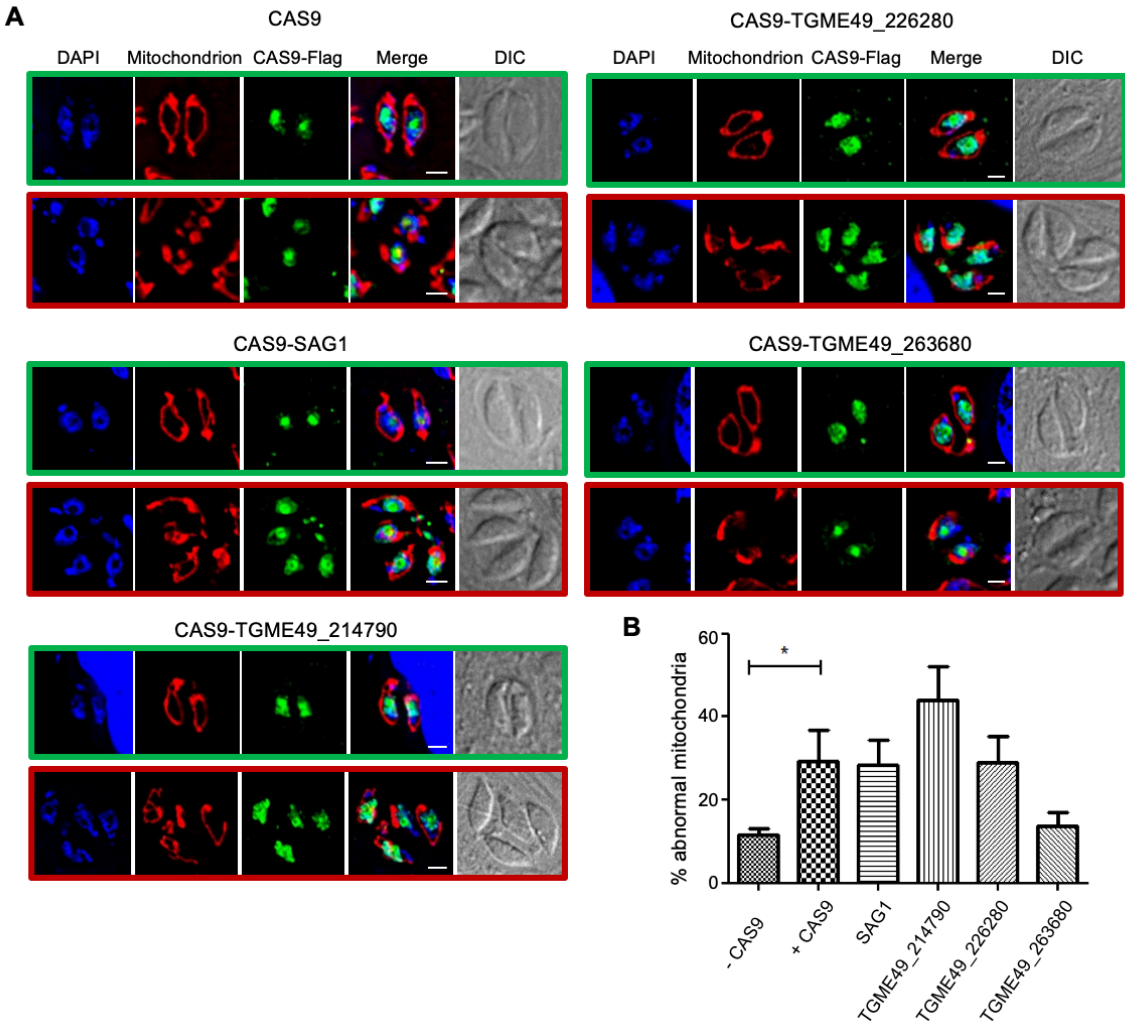 A
CAS9
DAPI Mitochondrion CAS9-Flag Merge DIC
CAS9-TGME49_226280
DAPI Mitochondrion CAS9-Flag Merge DIC
CAS9-SAG1
CAS9-TGME49_263680
CAS9-TGME49_214790
B
% abnormal mitochondria
60
40
20
0
*
- CAS9
+ CAS9
SAG1
TGME49_214790
TGME49_226280
TGME49_263680